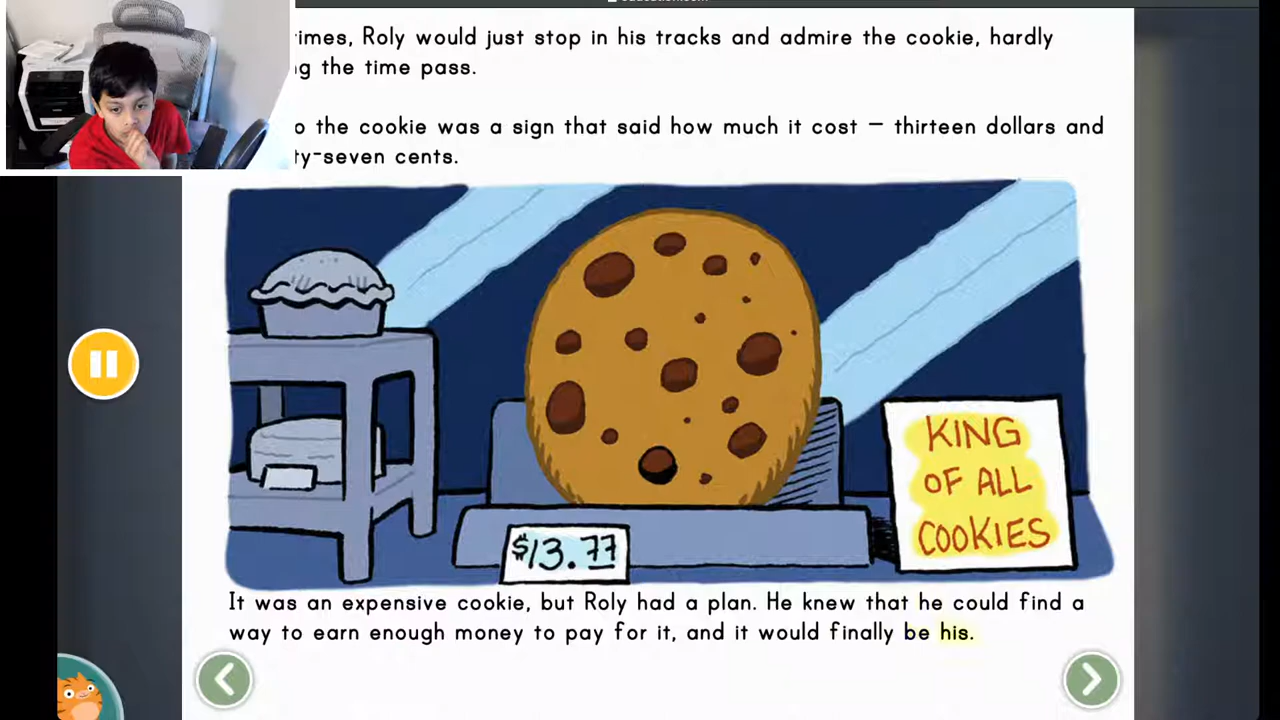 Roly would just stop in his tracks and admire the cookie, hardly
the time pass.
the cookie was a sign that said how much it cost – thirteen dollars and
cents.
KING
OF ALL
COOKIES
$13.77
It was an expensive cookie, but Roly had a plan. He knew that he could find a
way to earn enough money to pay for it, and it would finally be his.